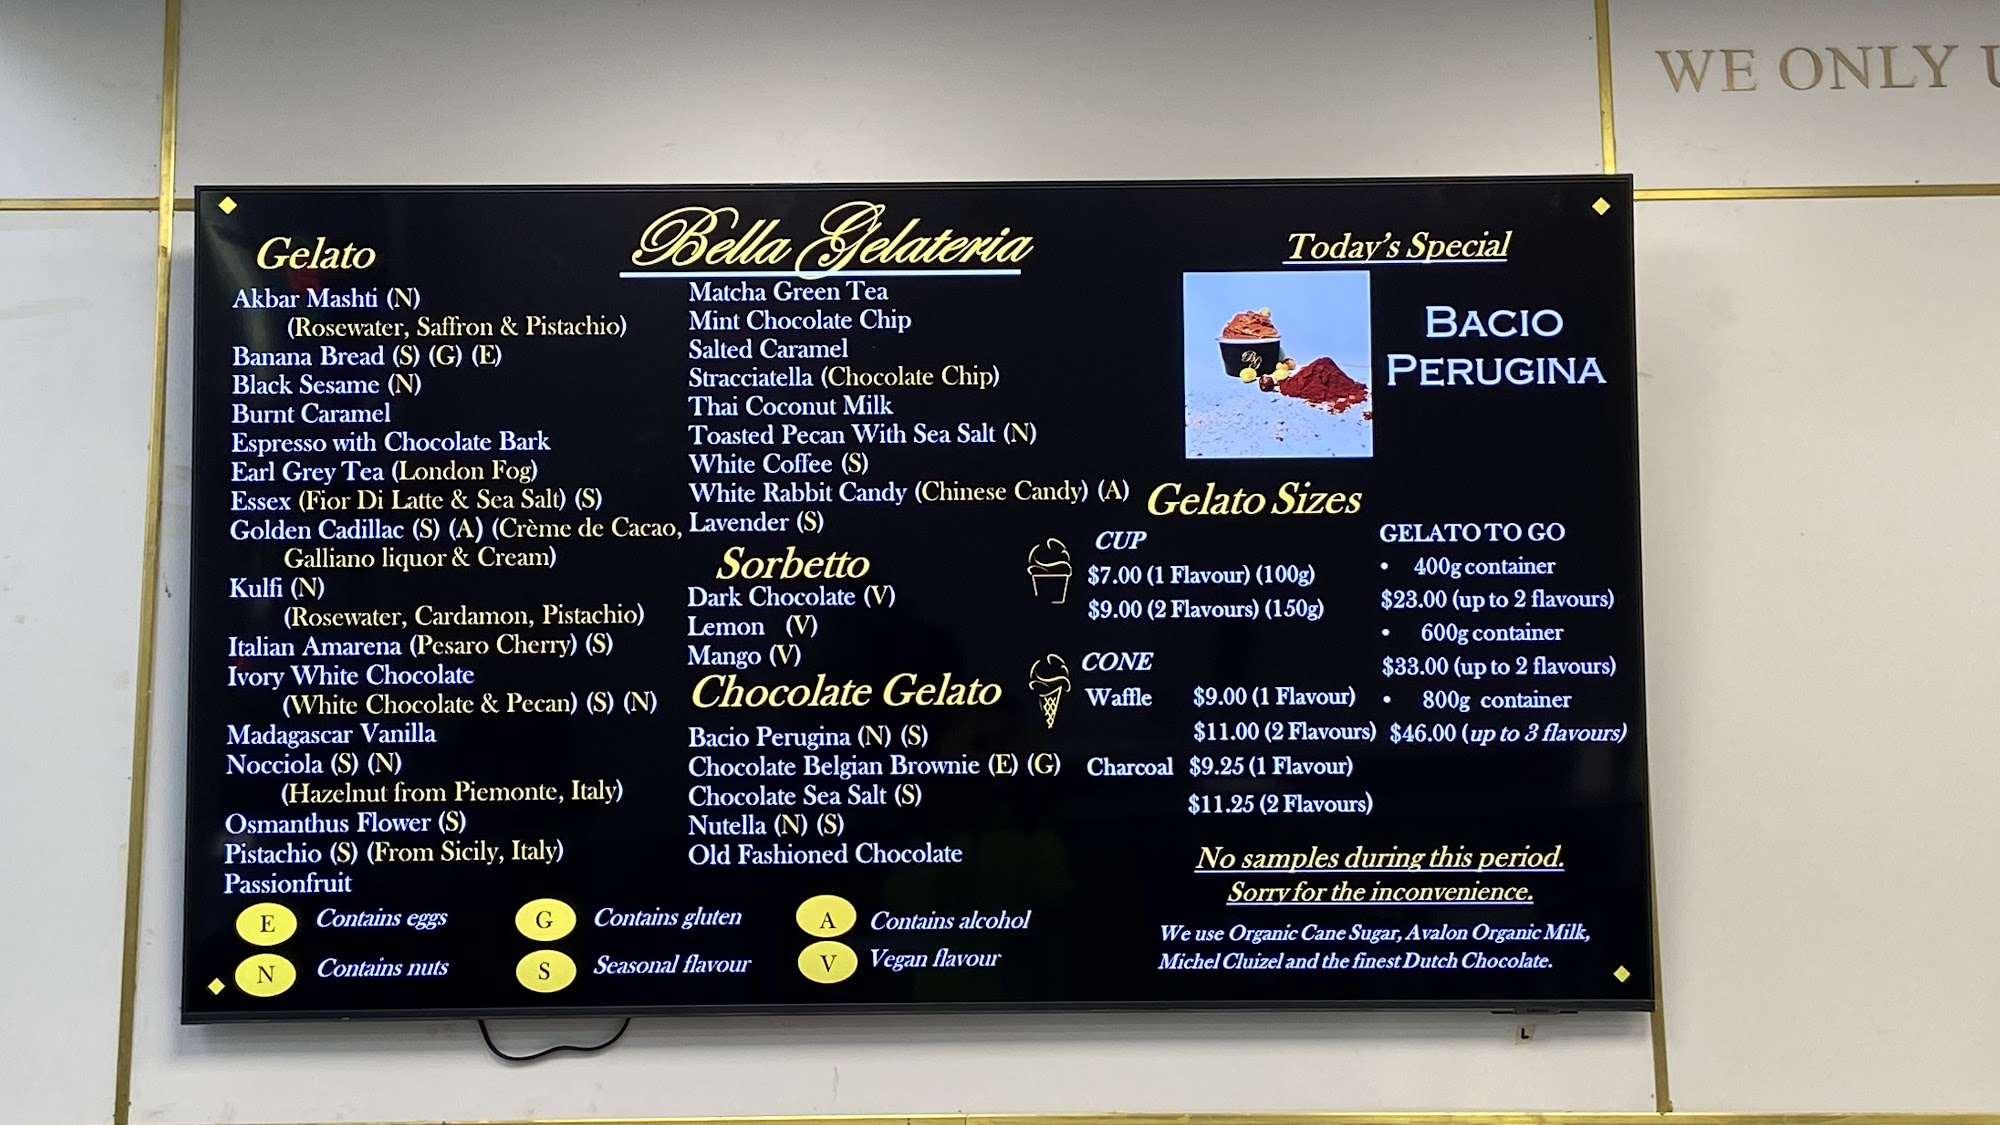 WE ONLY
Bella Gelateria
Gelato
Akbar Mashti (N)
(Rosewater, Saffron & Pistachio)
Banana Bread (S) (G) (E)
Black Sesame (N)
Burnt Caramel
Espresso with Chocolate Bark
Earl Grey Tea (London Fog)
Essex (Fior Di Latte & Sea Salt) (S)
Golden Cadillac (S) (A) (Crème de Cacao,
Galliano liquor & Cream)
Kulfi (N)
(Rosewater, Cardamon, Pistachio)
Italian Amarena (Pesaro Cherry) (S)
Ivory White Chocolate
(White Chocolate & Pecan) (S) (N)
Madagascar Vanilla
Nocciola (S) (N)
(Hazelnut from Piemonte, Italy)
Osmanthus Flower (S)
Pistachio (S) (From Sicily, Italy)
Passionfruit
Matcha Green Tea
Mint Chocolate Chip
Salted Caramel
Stracciatella (Chocolate Chip)
Thai Coconut Milk
Toasted Pecan With Sea Salt (N)
White Coffee (S)
White Rabbit Candy (Chinese Candy) (A)
Lavender (S)
Sorbetto
Dark Chocolate (V)
Lemon (V)
Mango (V)
Chocolate Gelato
Bacio Perugina (N) (S)
Chocolate Belgian Brownie (E) (G)
Chocolate Sea Salt (S)
Nutella (N) (S)
Old Fashioned Chocolate
Today's Special
BG
BACIO
PERUGINA
Gelato Sizes
CUP
$7.00 (1 Flavour) (100g)
$9.00 (2 Flavours) (150g)
CONE
Waffle $9.00 (1 Flavour)
$11.00 (2 Flavours)
Charcoal $9.25 (1 Flavour)
$11.25 (2 Flavours)
GELATO TO GO
• 400g container
$23.00 (up to 2 flavours)
• 600g container
$33.00 (up to 2 flavours)
• 800g container
$46.00 (up to 3 flavours)
No samples during this period.
Sorry for the inconvenience.
We use Organic Cane Sugar, Avalon Organic Milk,
Michel Cluizel and the finest Dutch Chocolate.
E Contains eggs
G Contains gluten
A Contains alcohol
N Contains nuts
S Seasonal flavour
V Vegan flavour
L